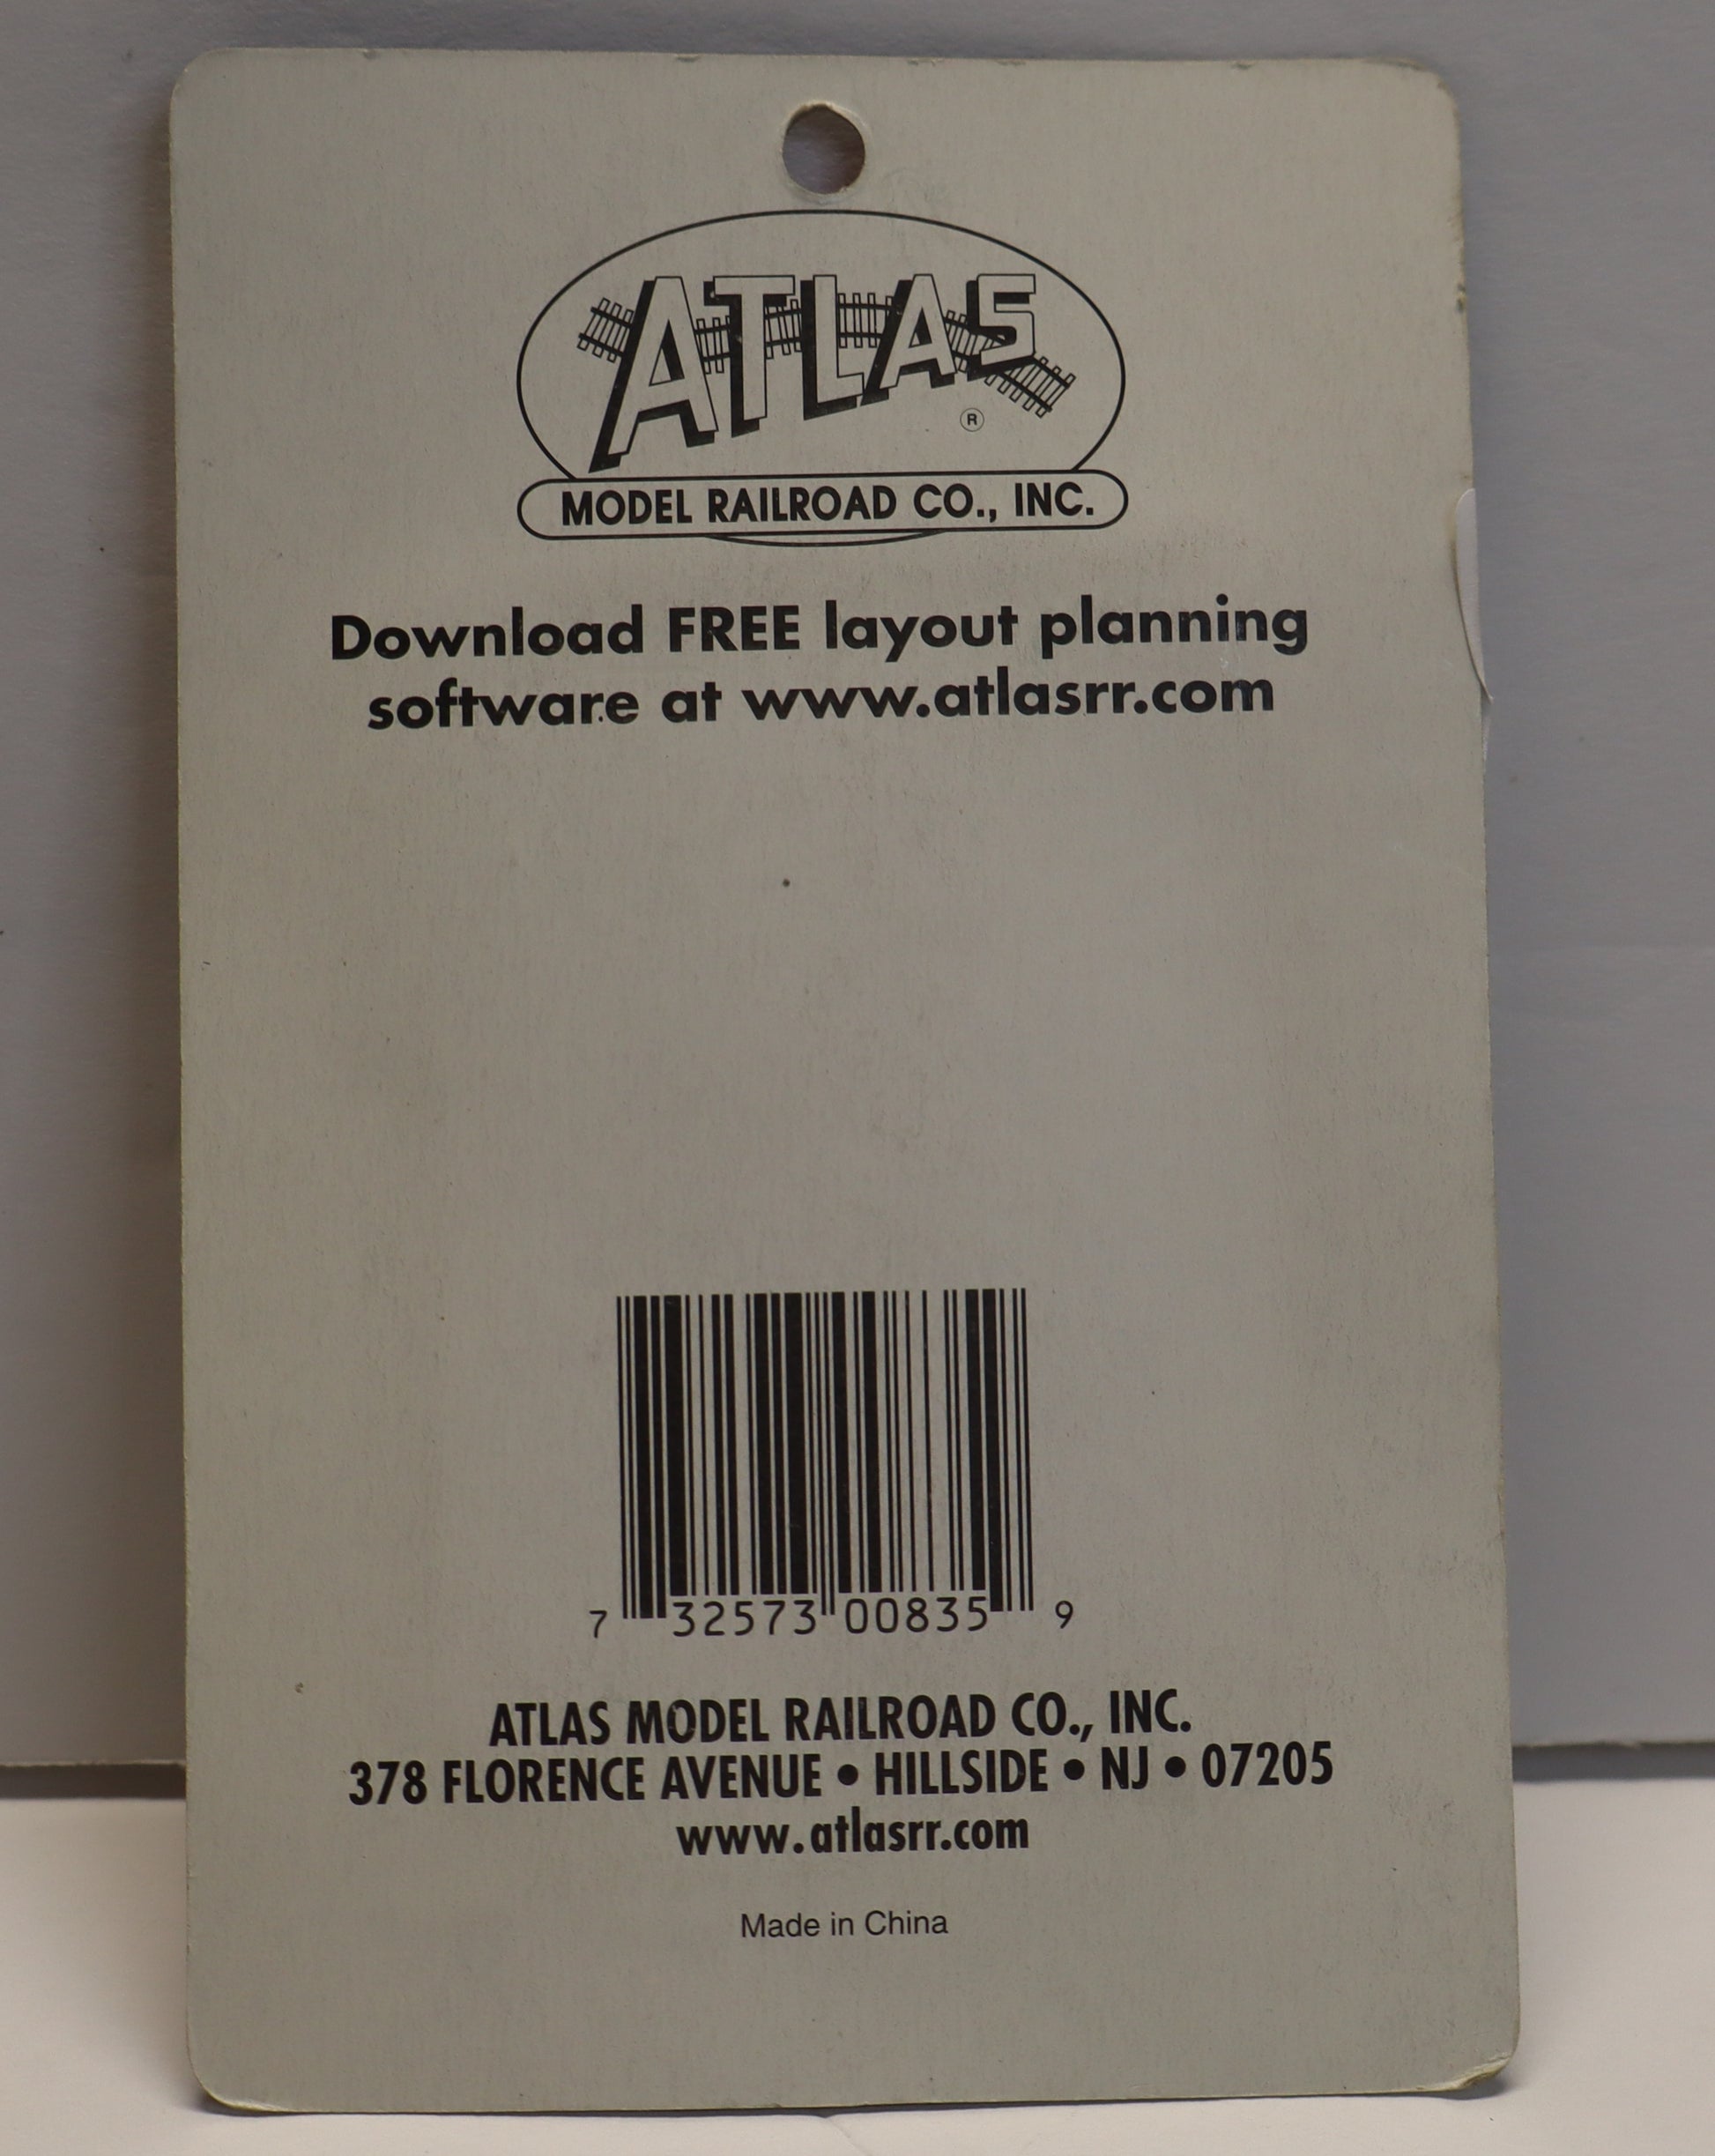 ATLAS
®
MODEL RAILROAD CO., INC.
Download FREE layout planning
software at www.atlasrr.com
7 32573 00835 9
ATLAS MODEL RAILROAD CO., INC.
378 FLORENCE AVENUE • HILLSIDE • NJ • 07205
www.atlasrr.com
Made in China